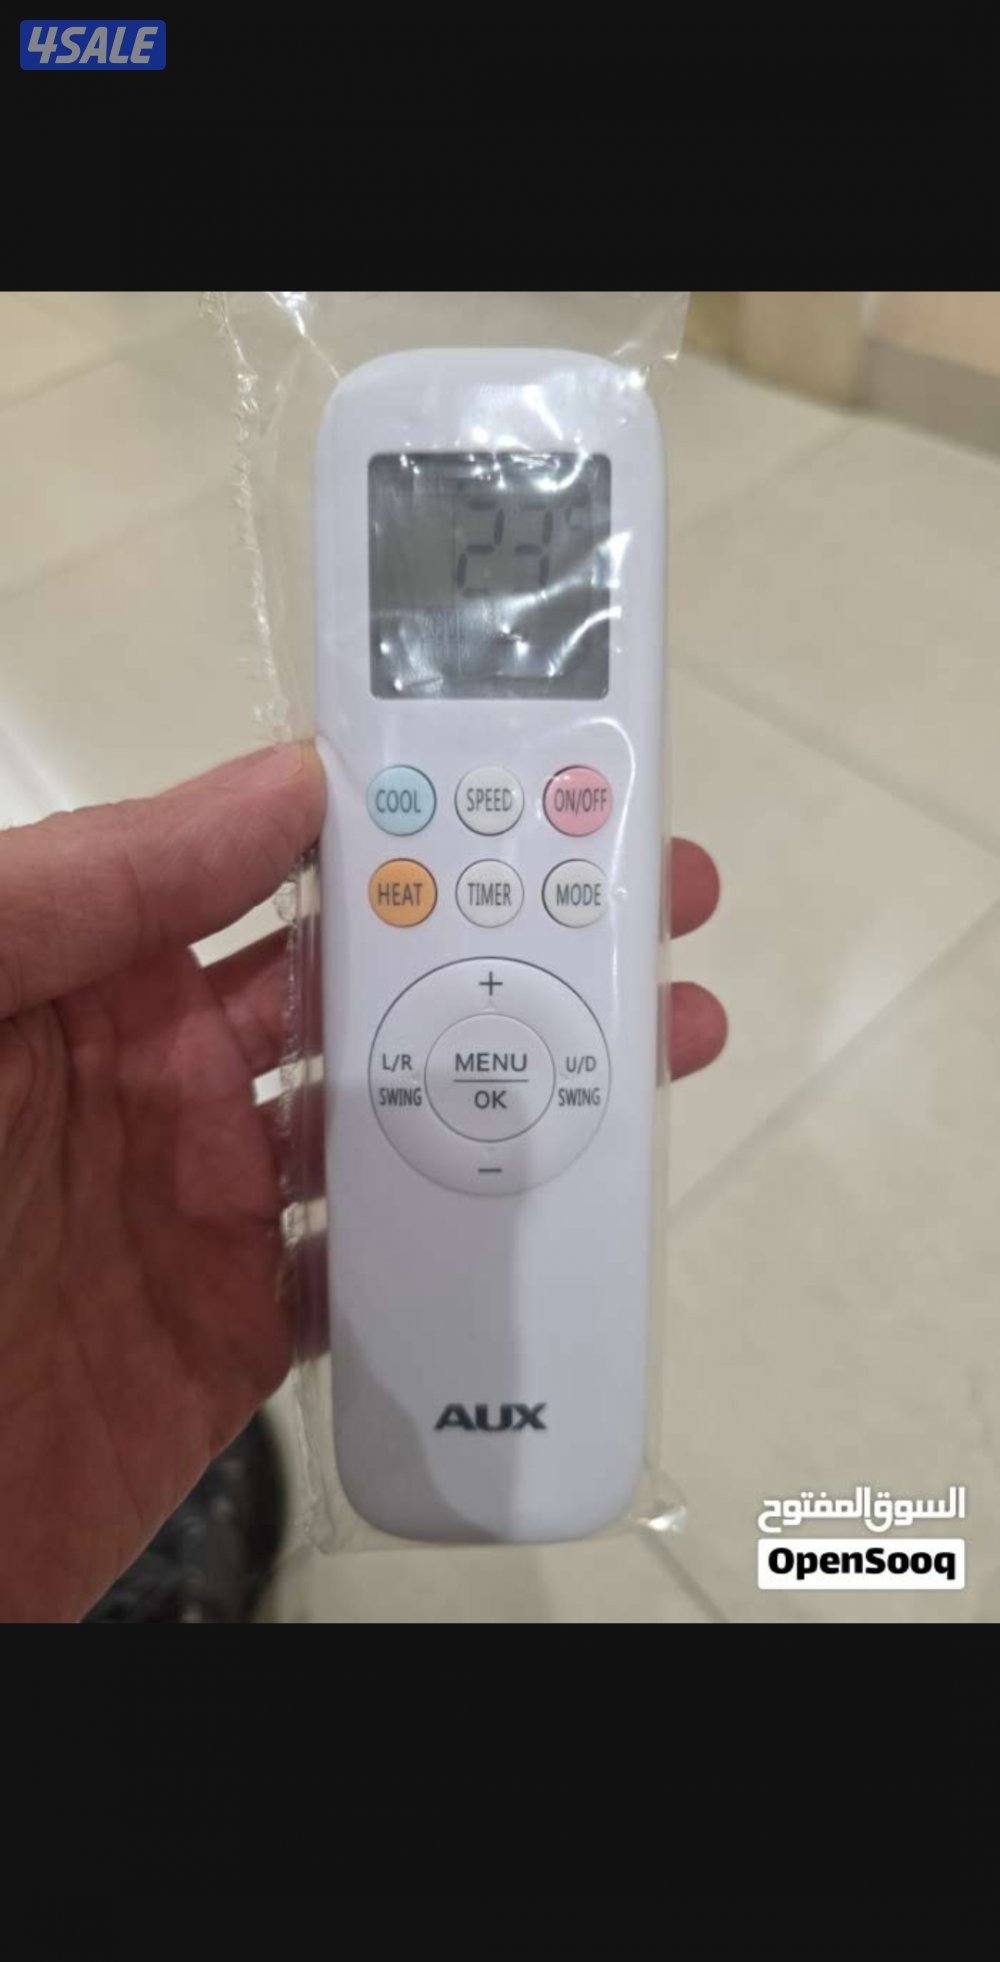 4SALE
23°C
COOL SPEED ON/OFF
HEAT TIMER MODE
+
L/R SWING MENU OK U/D SWING
−
AUX
السوق المفتوح
OpenSooq